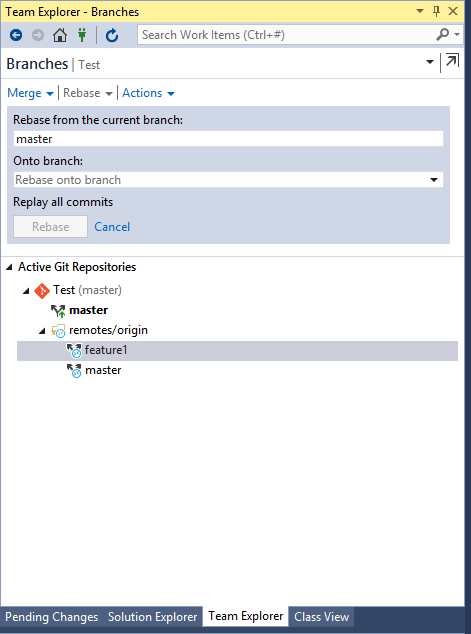 Team Explorer - Branches
Search Work Items (Ctrl+#)
Branches | Test
Merge | Rebase | Actions
Rebase from the current branch:
master
Onto branch:
Rebase onto branch
Replay all commits
Rebase Cancel
Active Git Repositories
Test (master)
master
remotes/origin
feature1
master
Pending Changes Solution Explorer Team Explorer Class View